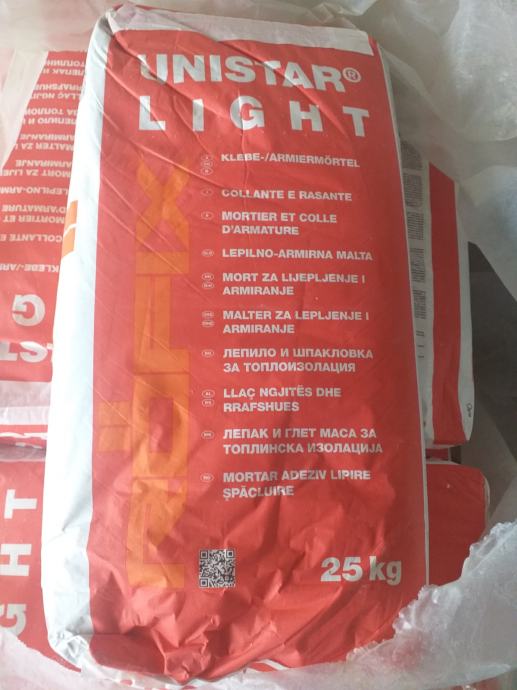 UNISTAR®
LIGHT
KLEBE-/ARMIERMÖRTEL
COLLANTE E RASANTE
MORTIER ET COLLE
D'ARMATURE
LEPILNO-ARMIRNA MALTA
MORT ZA LIJEPLJENJE I
ARMIRANJE
MALTER ZA LEPLJENJE I
ARMIRANJE
ЛЕПИЛО И ШПАКЛОВКА
ЗА ТОПЛОИЗОЛАЦИЯ
LLAÇ NGJITËS DHE
RRAFSHUES
ЛЕПАК И ГЛЕТ МАСА ЗА
ТОПЛИНСКА ИЗОЛАЦИЈА
MORTAR ADEZIV LIPIRE
ȘPĂCLUIRE
RÖFIX
25 kg